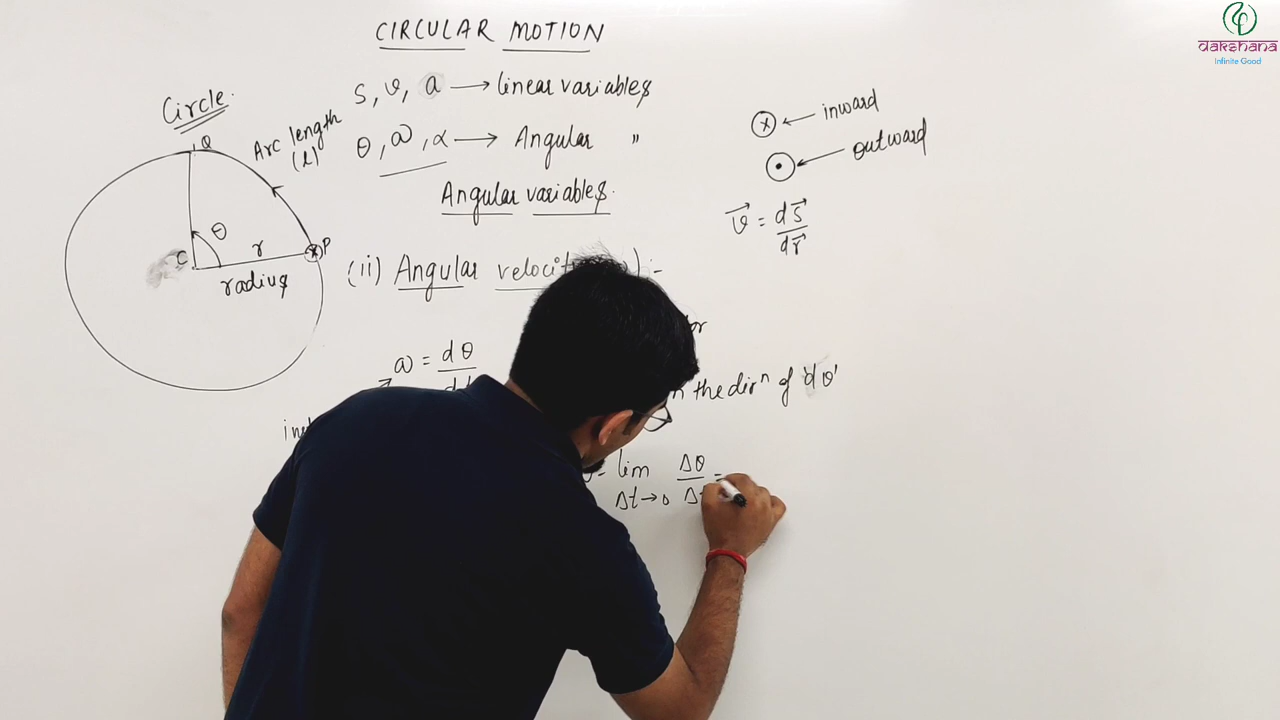 CIRCULAR MOTION
dakshana
Infinite Good
s, v, a → linear variables
θ, ω, α → Angular "
Angular variables.
Circle.
Arc length
(l)
Q
θ
C
r
P
radius
x ← inward
• ← outward
v⃗ = ds⃗/dr⃗
(ii) Angular :-
ω = dθ
the dirⁿ of 'dθ'
= lim Δθ =
Δt→0